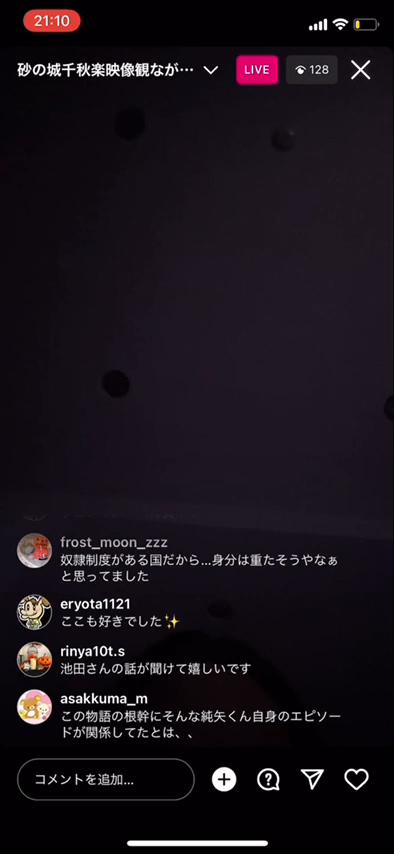 21:10
砂の城千秋楽映像観なが…
LIVE
128
frost_moon_zzz
奴隷制度がある国だから...身分は重たそうやなぁ
と思ってました
eryota1121
ここも好きでした✨
rinya10t.s
池田さんの話が聞けて嬉しいです
asakkuma_m
この物語の根幹にそんな純矢くん自身のエピソー
ドが関係してたとは、、
コメントを追加...